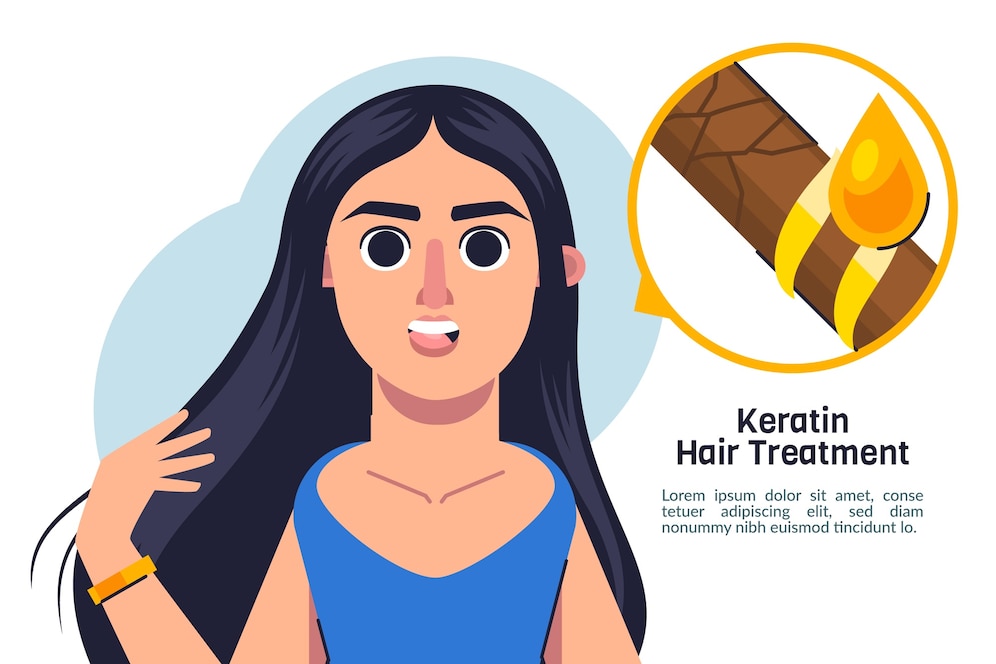 Keratin
Hair Treatment
Lorem ipsum dolor sit amet, conse
tetuer adipiscing elit, sed diam
nonummy nibh euismod tincidunt lo.